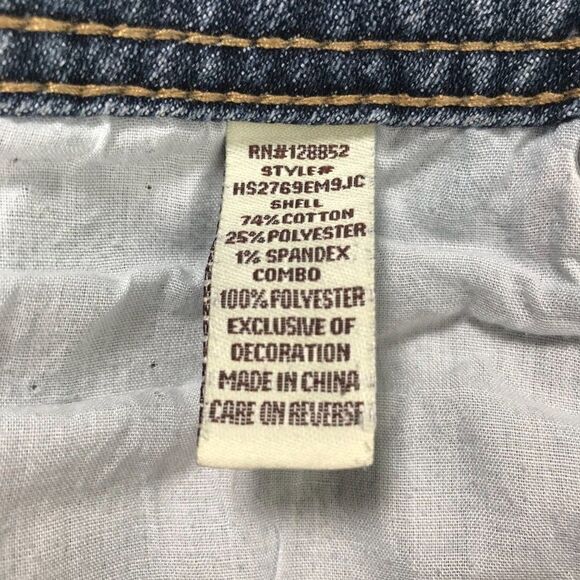 RN#128852
STYLE#
HS2769EM9JC
SHELL
74%COTTON
25%POLYESTER
1% SPANDEX
COMBO
100%POLYESTER
EXCLUSIVE OF
DECORATION
MADE IN CHINA
CARE ON REVERSE